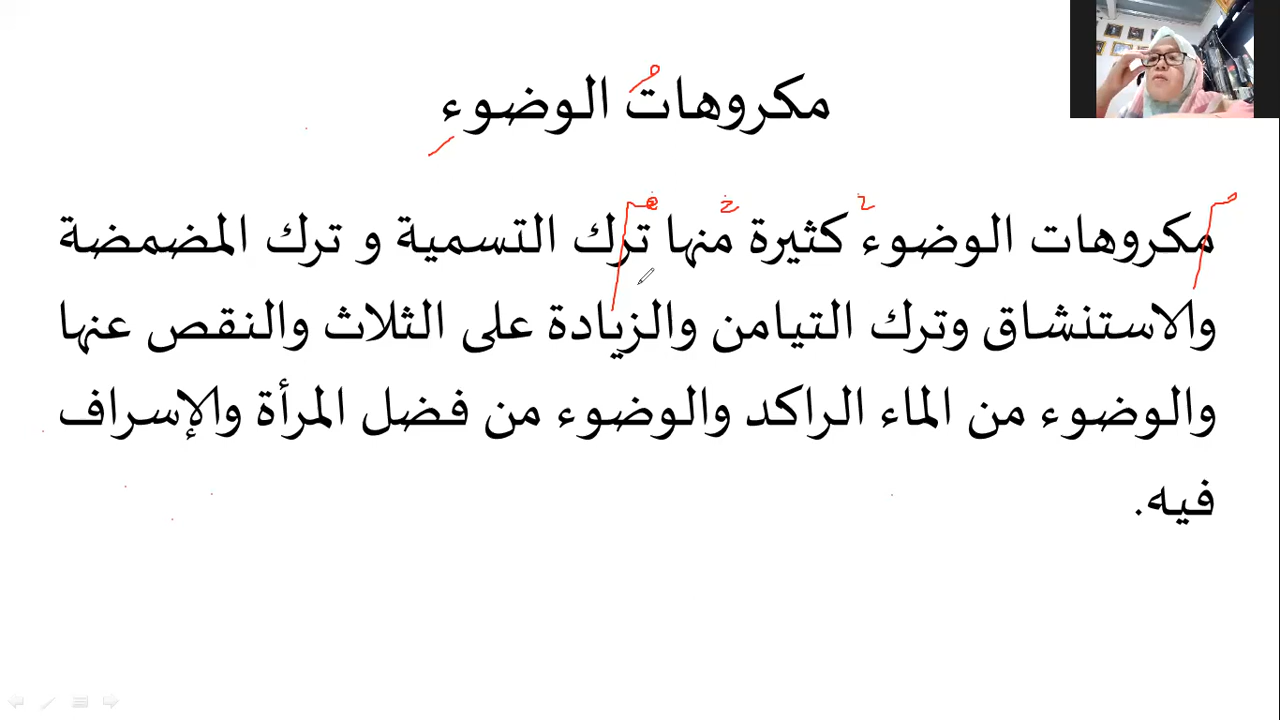 مكروهاتُ الوضوءِ
مكروهات الوضوء كثيرة منها ترك التسمية و ترك المضمضة
والاستنشاق وترك التيامن والزيادة على الثلاث والنقص عنها
والوضوء من الماء الراكد والوضوء من فضل المرأة والإسراف
فيه.